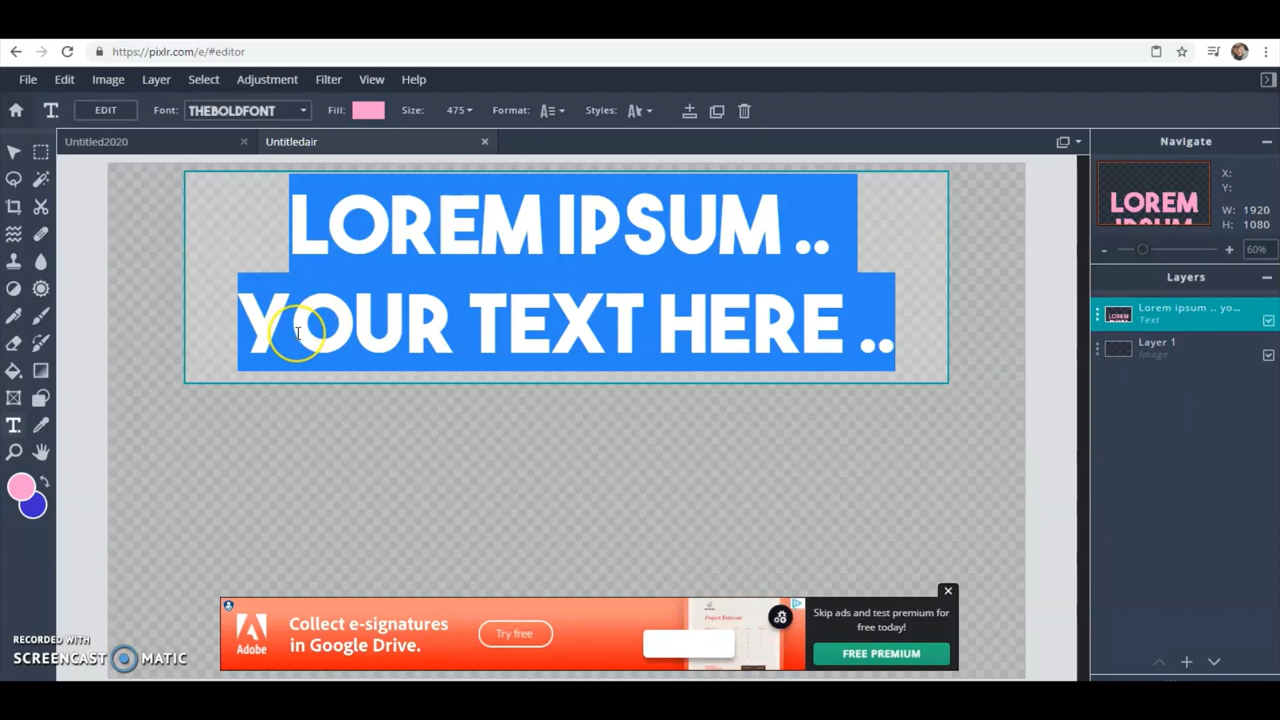 https://pixlr.com/e/#editor
File Edit Image Layer Select Adjustment Filter View Help
EDIT Font: THEBOLDFONT Fill: Size: 475 Format: Styles:
Untitled2020 Untitledair
Navigate
X:
Y:
W: 1920
H: 1080
60%
LOREM IPSUM ..
YOUR TEXT HERE ..
Layers
Lorem ipsum .. yo...
Text
Layer 1
Image
Adobe
Collect e-signatures
in Google Drive.
Try free
Skip ads and test premium for
free today!
FREE PREMIUM
RECORDED WITH
SCREENCAST MATIC